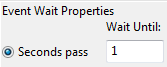 Event Wait Properties
Wait Until:
Seconds pass
1